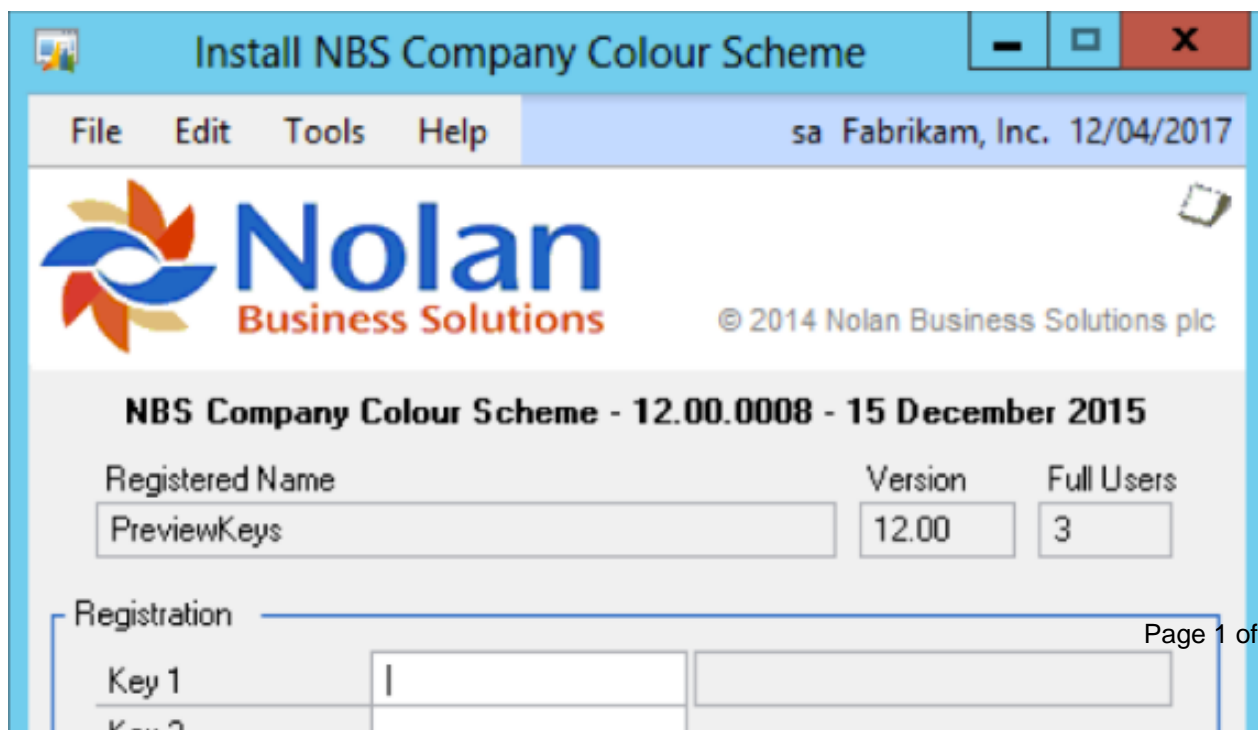 Install NBS Company Colour Scheme
File Edit Tools Help sa Fabrikam, Inc. 12/04/2017
Nolan
Business Solutions
© 2014 Nolan Business Solutions plc
NBS Company Colour Scheme - 12.00.0008 - 15 December 2015
Registered Name Version Full Users
PreviewKeys 12.00 3
Registration
Page 1 of
Key 1